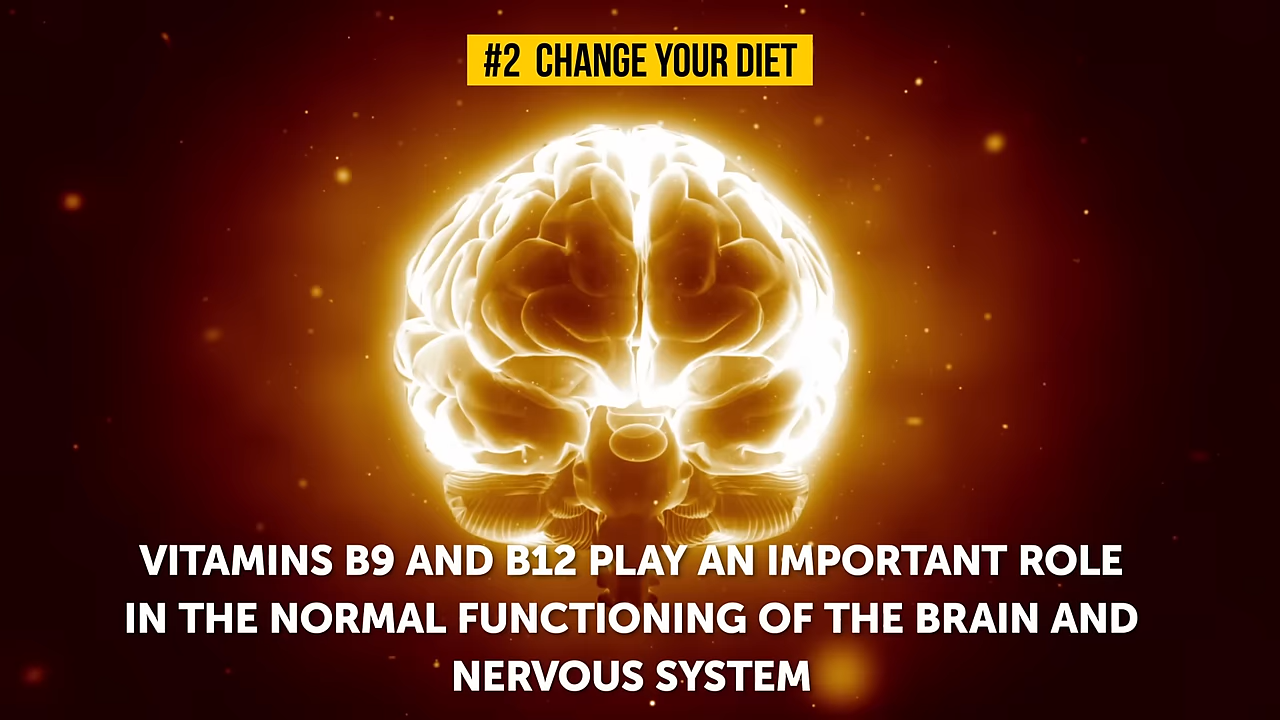 #2 CHANGE YOUR DIET
VITAMINS B9 AND B12 PLAY AN IMPORTANT ROLE
IN THE NORMAL FUNCTIONING OF THE BRAIN AND
NERVOUS SYSTEM